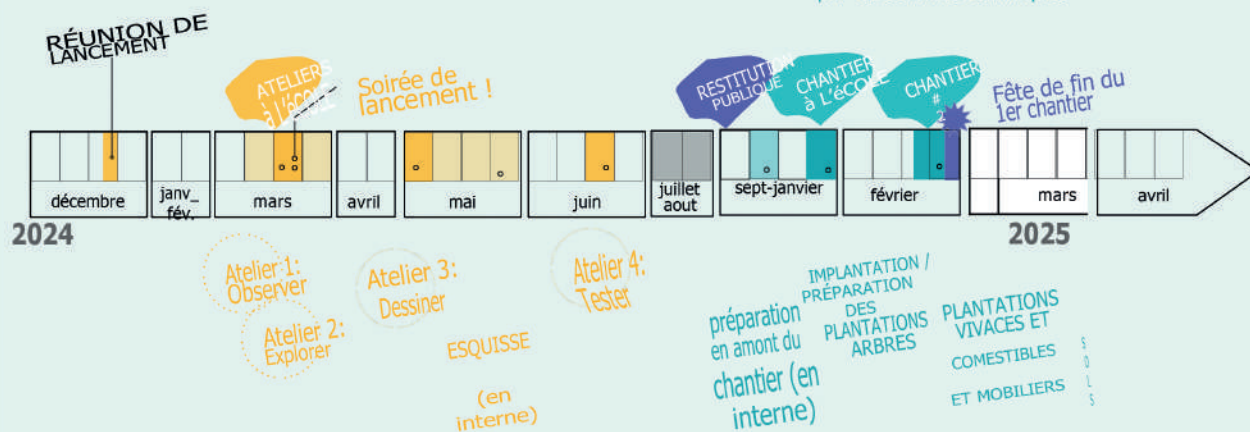 RÉUNION DE
LANCEMENT
ATELIERS
à L'ÉCOLE
Soirée de
lancement !
RESTITUTION
PUBLIQUE
CHANTIER
à L'ÉCOLE
CHANTIER
#
2
Fête de fin du
1er chantier
décembre
janv_
fév.
mars
avril
mai
juin
juillet
aout
sept-janvier
février
mars
avril
2024
2025
Atelier 1:
Observer
Atelier 2:
Explorer
Atelier 3:
Dessiner
ESQUISSE
(en
interne)
Atelier 4:
Tester
préparation
en amont du
chantier (en
interne)
IMPLANTATION /
PRÉPARATION
DES
PLANTATIONS
ARBRES
PLANTATIONS
VIVACES ET
COMESTIBLES
ET MOBILIERS
S
O
L
S